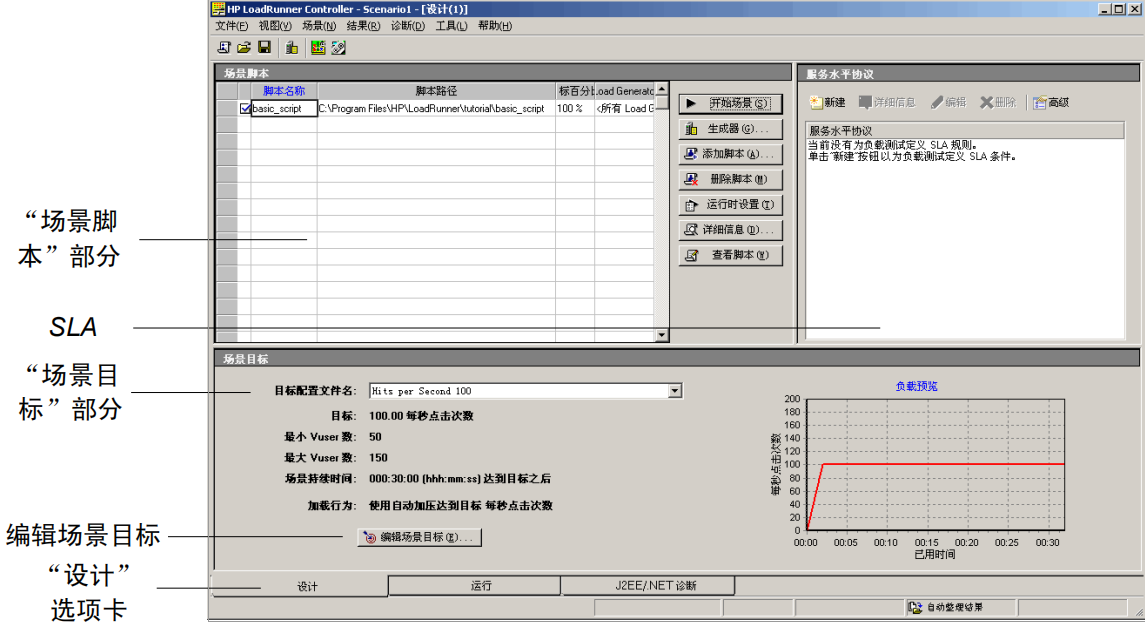 HP LoadRunner Controller - Scenario1 - [设计(1)]
文件(F) 视图(V) 场景(N) 结果(R) 诊断(D) 工具(L) 帮助(H)
场景脚本
脚本名称 脚本路径 标百分比 Load Generator
basic_script C:\Program Files\HP\LoadRunner\tutorial\basic_script 100 % <所有 Load G
开始场景(S)
生成器(G)...
添加脚本(A)...
删除脚本(M)
运行时设置(I)
详细信息(D)...
查看脚本(V)
服务水平协议
新建 详细信息 编辑 删除 高级
服务水平协议
当前没有为负载测试定义 SLA 规则。
单击“新建”按钮以为负载测试定义 SLA 条件。
“场景脚
本”部分
SLA
“场景目
标”部分
编辑场景目标
“设计”
选项卡
场景目标
目标配置文件名: Hits per Second 100
目标: 100.00 每秒点击次数
最小 Vuser 数: 50
最大 Vuser 数: 150
场景持续时间: 000:30:00 (hhh:mm:ss) 达到目标之后
加载行为: 使用自动加压达到目标 每秒点击次数
编辑场景目标(E)...
负载预览
每秒点击次数
200
180
160
140
120
100
80
60
40
20
0
00:00 00:05 00:10 00:15 00:20 00:25 00:30
已用时间
设计 运行 J2EE/.NET 诊断
自动整理结果